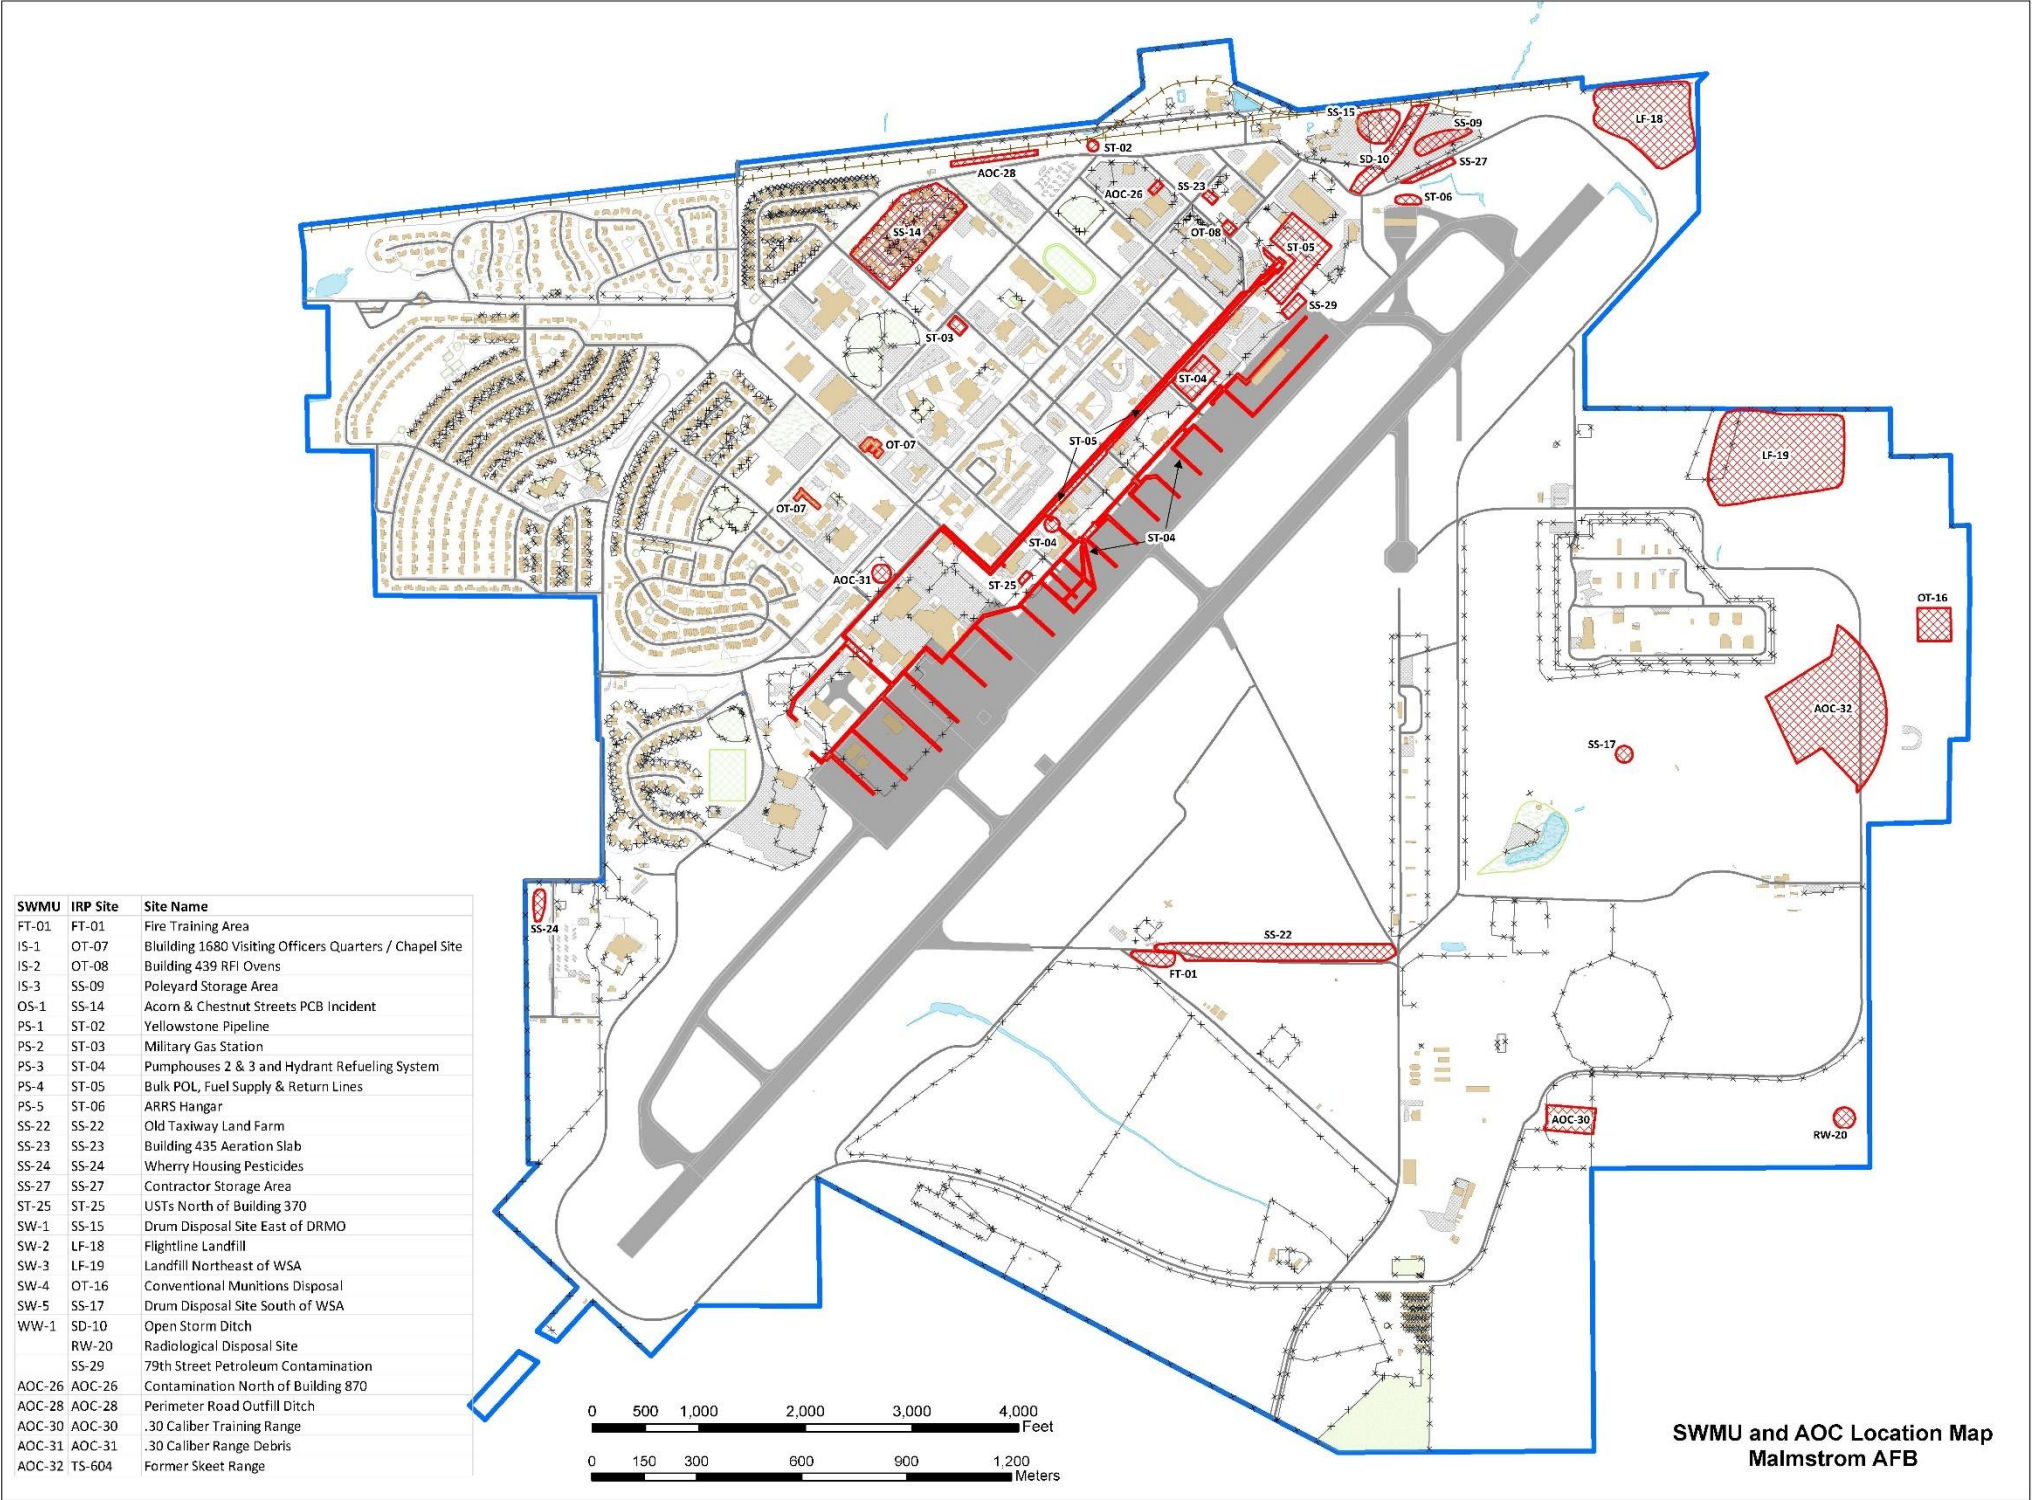 SS-15
SS-09
LF-18
ST-02
SD-10
SS-27
AOC-28
AOC-26
SS-23
ST-06
SS-14
OT-08
ST-05
SS-29
ST-03
ST-04
ST-05
OT-07
LF-19
OT-07
ST-04
ST-04
AOC-31
ST-25
OT-16
AOC-32
SS-17
SS-24
SS-22
FT-01
AOC-30
RW-20
SWMU IRP Site Site Name
FT-01 FT-01 Fire Training Area
IS-1 OT-07 Bluilding 1680 Visiting Officers Quarters / Chapel Site
IS-2 OT-08 Building 439 RFI Ovens
IS-3 SS-09 Poleyard Storage Area
OS-1 SS-14 Acorn & Chestnut Streets PCB Incident
PS-1 ST-02 Yellowstone Pipeline
PS-2 ST-03 Military Gas Station
PS-3 ST-04 Pumphouses 2 & 3 and Hydrant Refueling System
PS-4 ST-05 Bulk POL, Fuel Supply & Return Lines
PS-5 ST-06 ARRS Hangar
SS-22 SS-22 Old Taxiway Land Farm
SS-23 SS-23 Building 435 Aeration Slab
SS-24 SS-24 Wherry Housing Pesticides
SS-27 SS-27 Contractor Storage Area
ST-25 ST-25 USTs North of Building 370
SW-1 SS-15 Drum Disposal Site East of DRMO
SW-2 LF-18 Flightline Landfill
SW-3 LF-19 Landfill Northeast of WSA
SW-4 OT-16 Conventional Munitions Disposal
SW-5 SS-17 Drum Disposal Site South of WSA
WW-1 SD-10 Open Storm Ditch
RW-20 Radiological Disposal Site
SS-29 79th Street Petroleum Contamination
AOC-26 AOC-26 Contamination North of Building 870
AOC-28 AOC-28 Perimeter Road Outfill Ditch
AOC-30 AOC-30 .30 Caliber Training Range
AOC-31 AOC-31 .30 Caliber Range Debris
AOC-32 TS-604 Former Skeet Range
0 500 1,000 2,000 3,000 4,000
Feet
0 150 300 600 900 1,200
Meters
SWMU and AOC Location Map
Malmstrom AFB